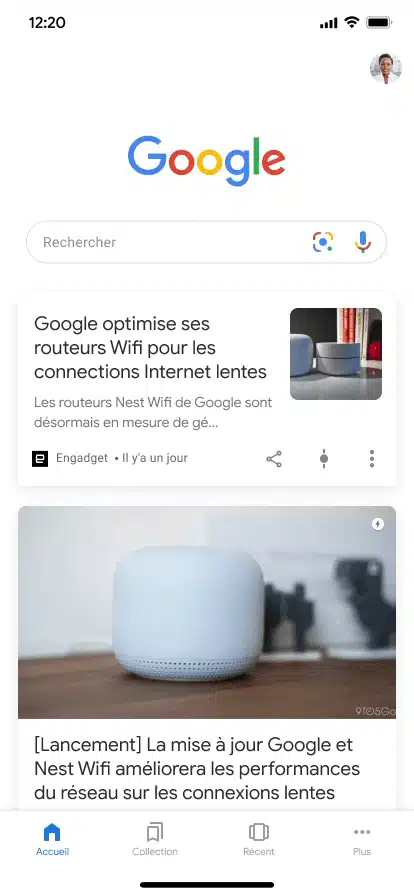 12:20
Google
Rechercher
Google optimise ses
routeurs Wifi pour les
connections Internet lentes
Les routeurs Nest Wifi de Google sont
désormais en mesure de gé...
Engadget • Il y'a un jour
9TO5Go
[Lancement] La mise à jour Google et
Nest Wifi améliorera les performances
du réseau sur les connexions lentes
Accueil
Collection
Récent
Plus